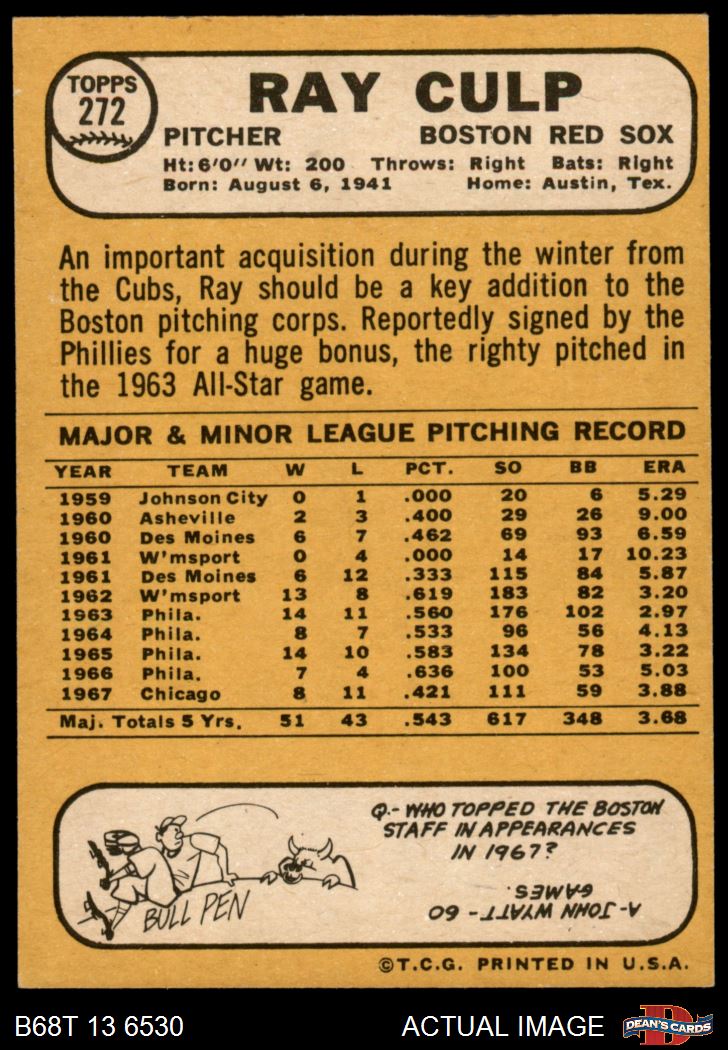 TOPPS
272
RAY CULP
PITCHER BOSTON RED SOX
Ht: 6'0" Wt: 200 Throws: Right Bats: Right
Born: August 6, 1941 Home: Austin, Tex.
An important acquisition during the winter from
the Cubs, Ray should be a key addition to the
Boston pitching corps. Reportedly signed by the
Phillies for a huge bonus, the righty pitched in
the 1963 All-Star game.
MAJOR & MINOR LEAGUE PITCHING RECORD
YEAR TEAM W L PCT. SO BB ERA
1959 Johnson City 0 1 .000 20 6 5.29
1960 Asheville 2 3 .400 29 26 9.00
1960 Des Moines 6 7 .462 69 93 6.59
1961 W'msport 0 4 .000 14 17 10.23
1961 Des Moines 6 12 .333 115 84 5.87
1962 W'msport 13 8 .619 183 82 3.20
1963 Phila. 14 11 .560 176 102 2.97
1964 Phila. 8 7 .533 96 56 4.13
1965 Phila. 14 10 .583 134 78 3.22
1966 Phila. 7 4 .636 100 53 5.03
1967 Chicago 8 11 .421 111 59 3.88
Maj. Totals 5 Yrs. 51 43 .543 617 348 3.68
Q.- WHO TOPPED THE BOSTON
STAFF IN APPEARANCES
IN 1967?
A-JOHN WYATT-60
GAMES.
BULL PEN
©T.C.G. PRINTED IN U.S.A.
B68T 13 6530 ACTUAL IMAGE
D
DEAN'S CARDS